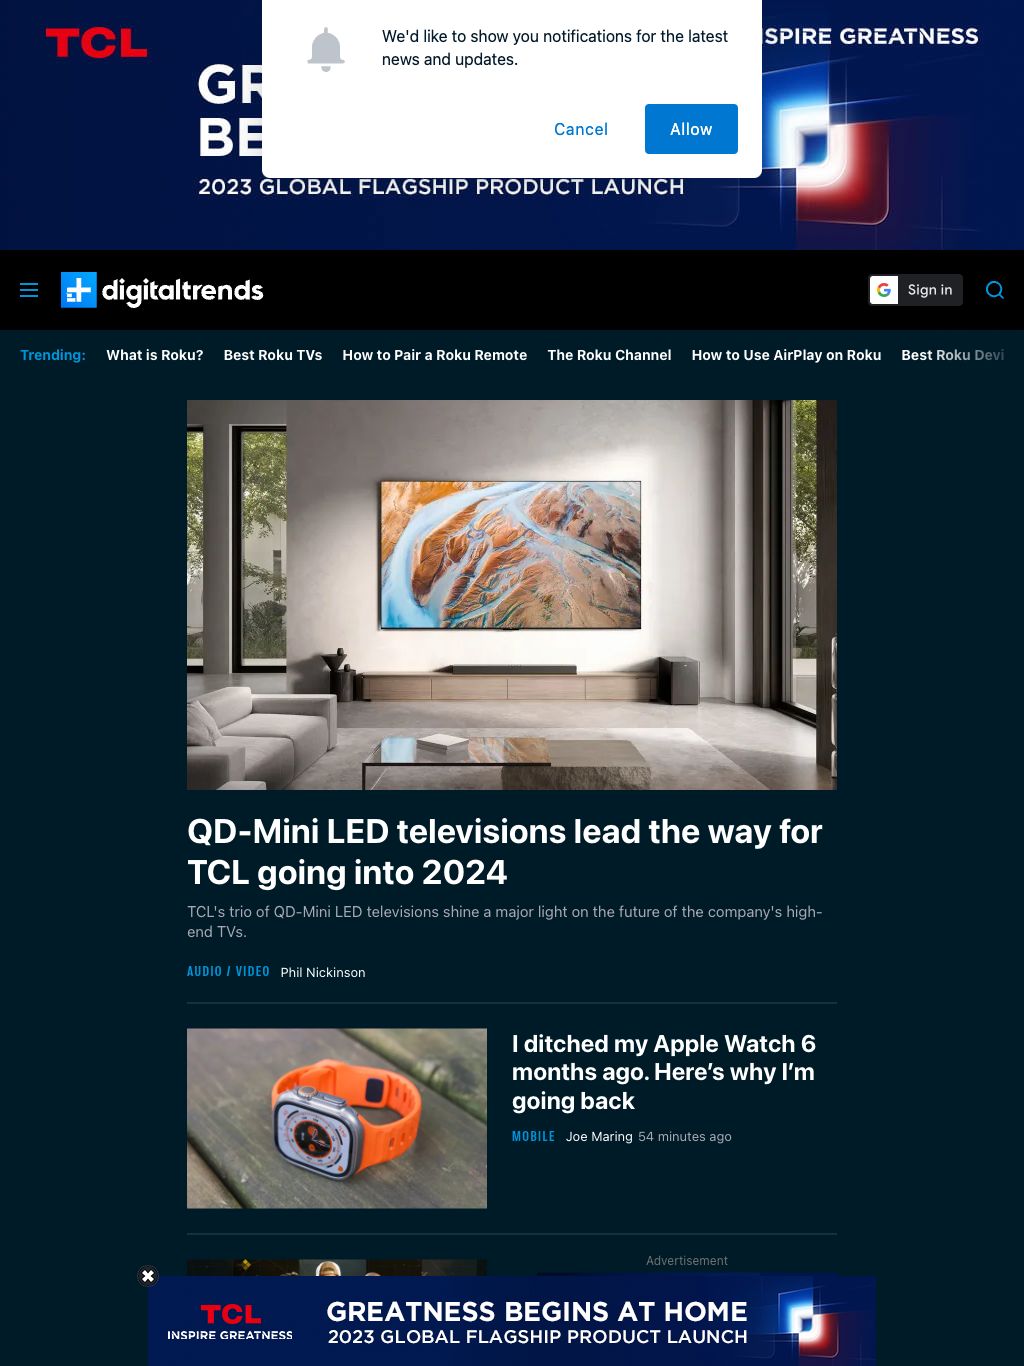 TCL
We'd like to show you notifications for the latest
news and updates.
Cancel
Allow
SPIRE GREATNESS
GR
BE
2023 GLOBAL FLAGSHIP PRODUCT LAUNCH
digitaltrends
Sign in
Trending:
What is Roku?
Best Roku TVs
How to Pair a Roku Remote
The Roku Channel
How to Use AirPlay on Roku
Best Roku Devi
QD-Mini LED televisions lead the way for
TCL going into 2024
TCL's trio of QD-Mini LED televisions shine a major light on the future of the company's high-
end TVs.
AUDIO / VIDEO Phil Nickinson
I ditched my Apple Watch 6
months ago. Here’s why I’m
going back
MOBILE Joe Maring 54 minutes ago
Advertisement
TCL
INSPIRE GREATNESS
GREATNESS BEGINS AT HOME
2023 GLOBAL FLAGSHIP PRODUCT LAUNCH